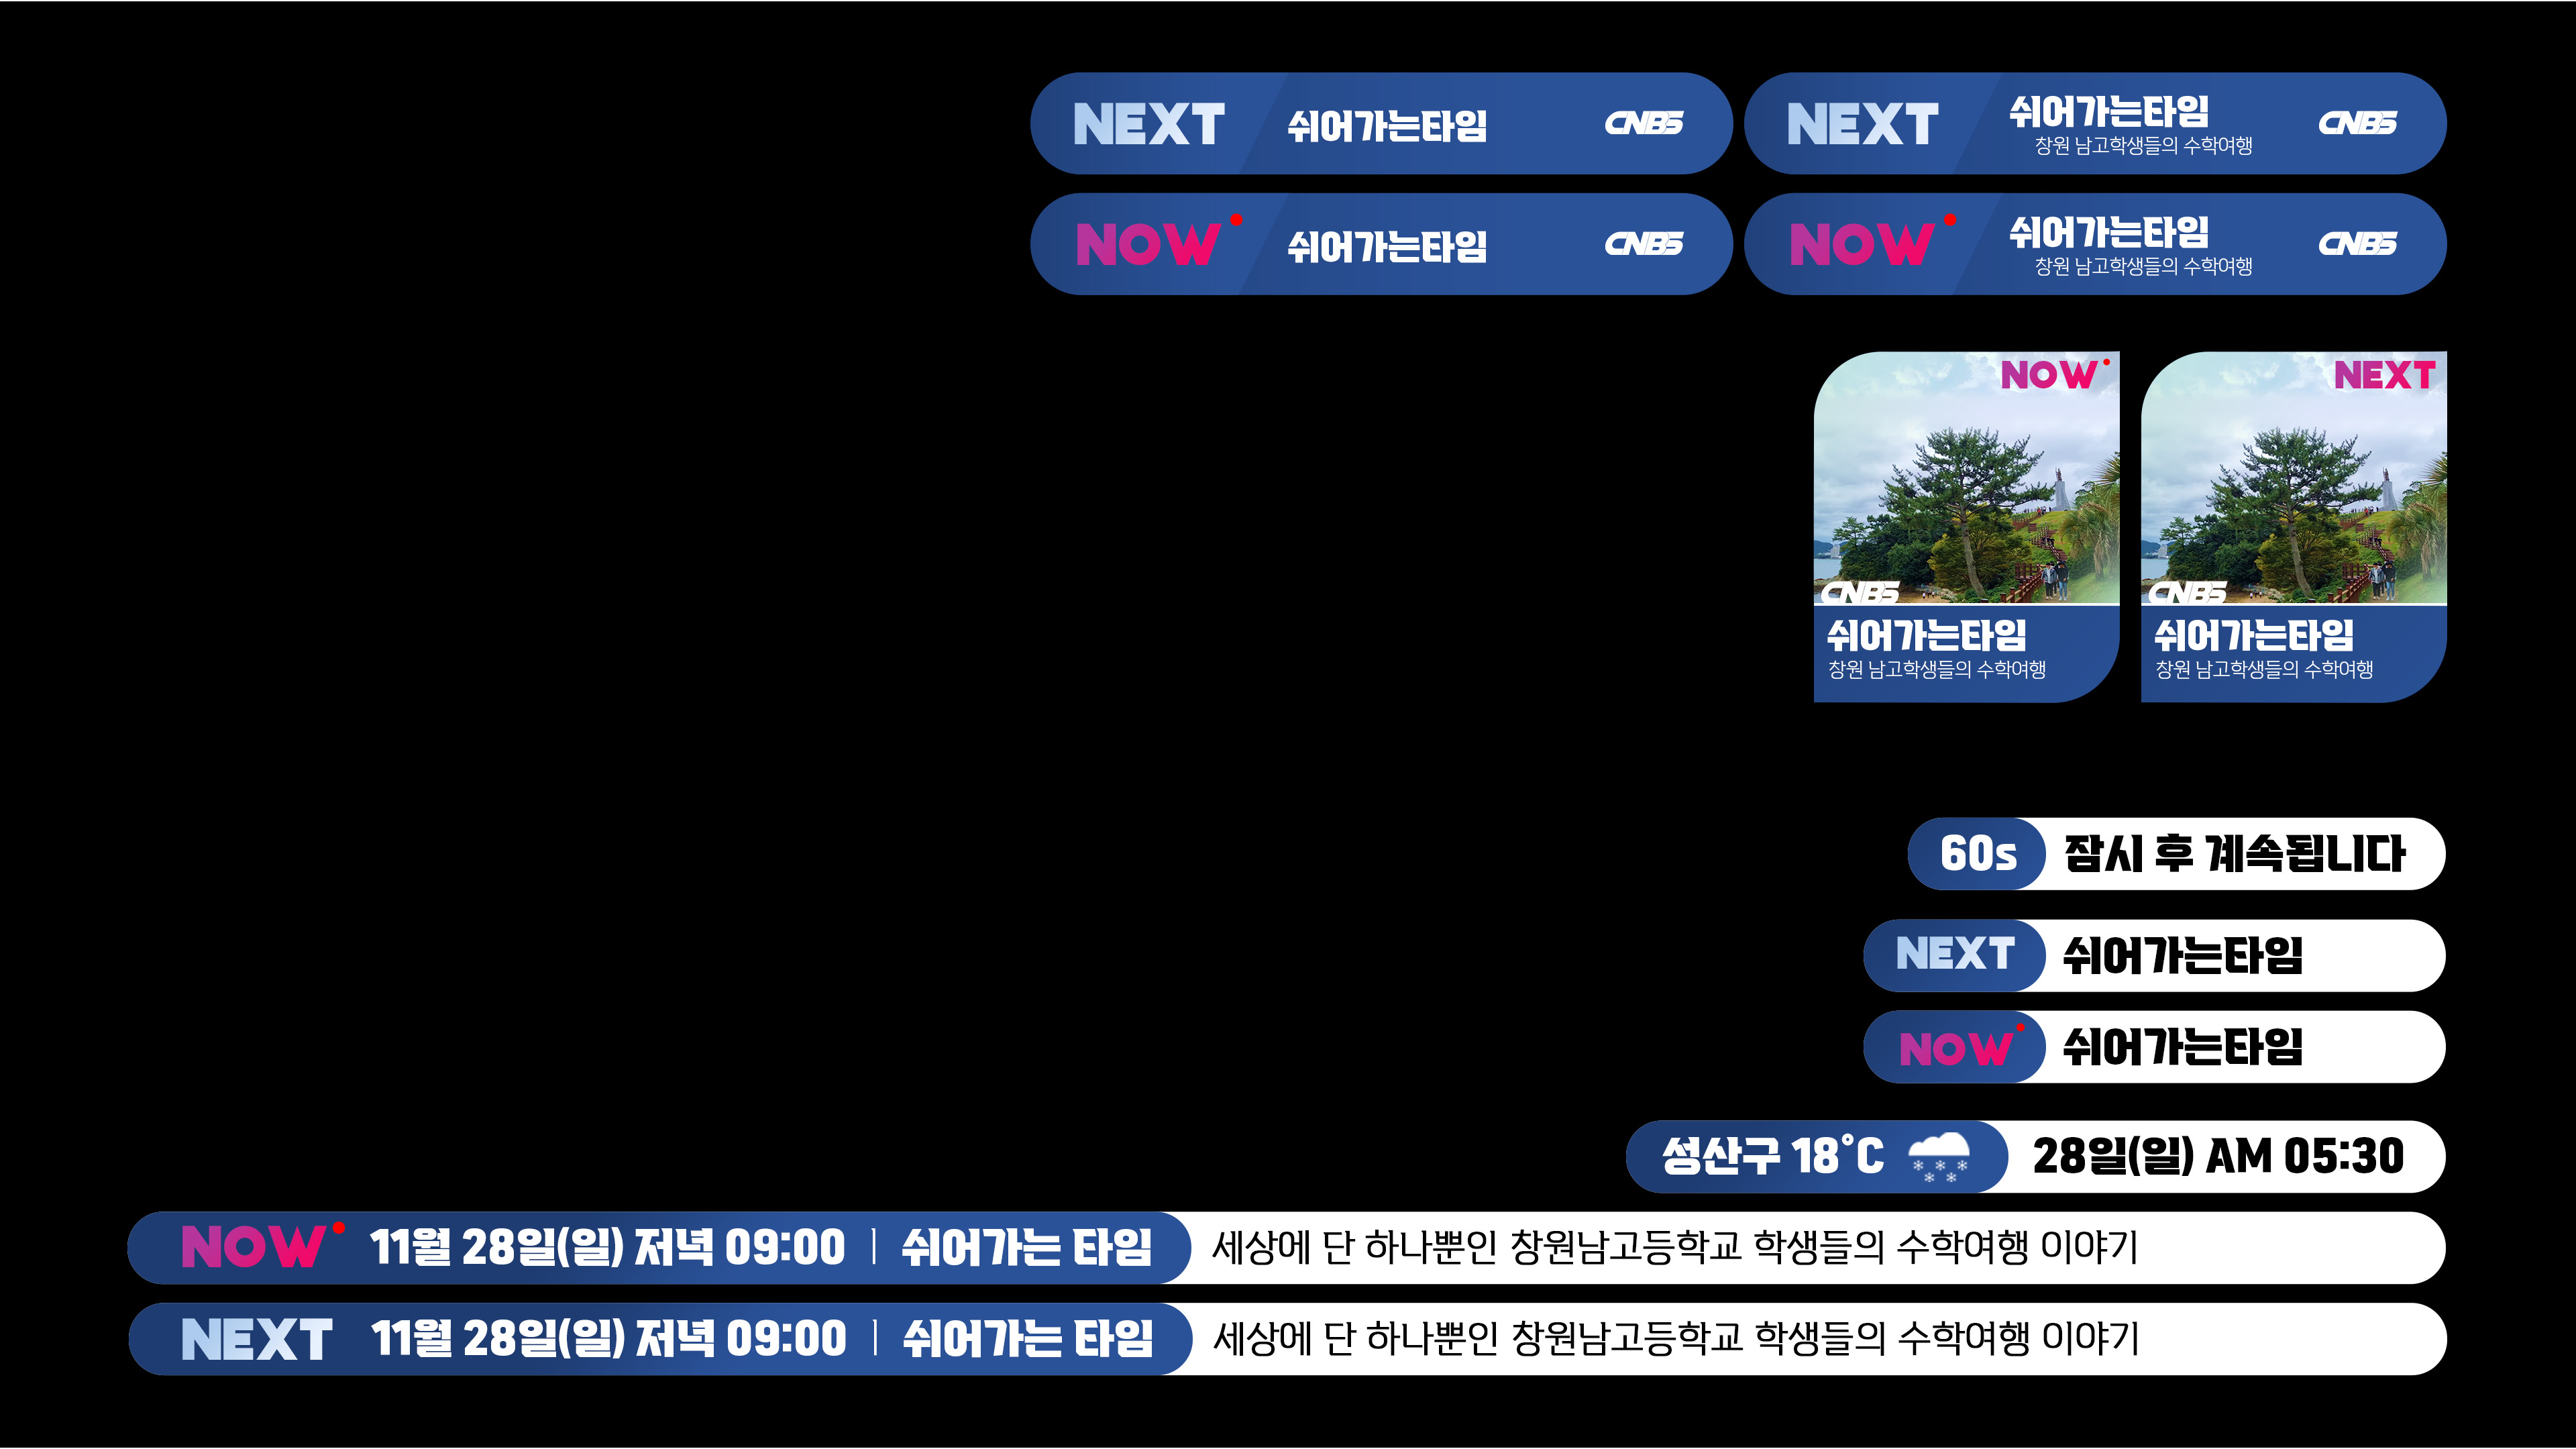 NEXT 쉬어가는타임 CNBS
NEXT 쉬어가는타임 CNBS
창원 남고학생들의 수학여행
NOW 쉬어가는타임 CNBS
NOW 쉬어가는타임 CNBS
창원 남고학생들의 수학여행
NOW
CNBS
쉬어가는타임
창원 남고학생들의 수학여행
NEXT
CNBS
쉬어가는타임
창원 남고학생들의 수학여행
60s 잠시 후 계속됩니다
NEXT 쉬어가는타임
NOW 쉬어가는타임
성산구 18°C 28일(일) AM 05:30
NOW 11월 28일(일) 저녁 09:00 | 쉬어가는 타임 세상에 단 하나뿐인 창원남고등학교 학생들의 수학여행 이야기
NEXT 11월 28일(일) 저녁 09:00 | 쉬어가는 타임 세상에 단 하나뿐인 창원남고등학교 학생들의 수학여행 이야기